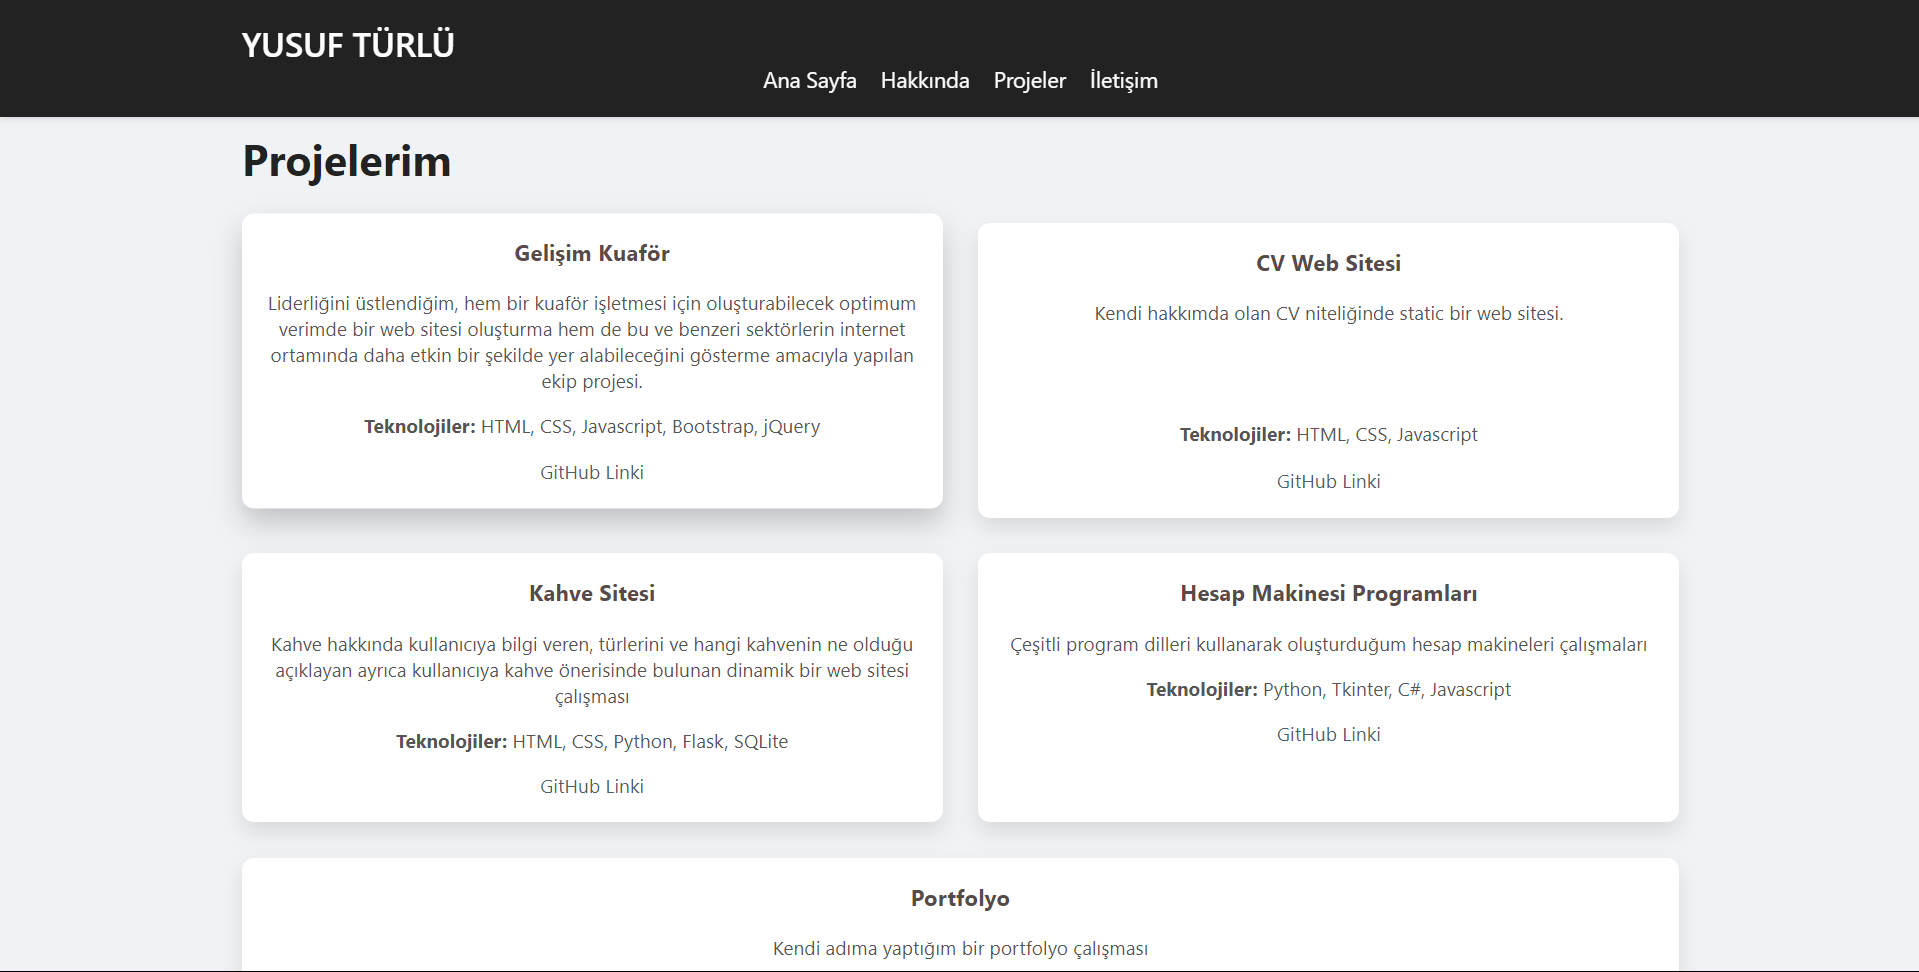 YUSUF TÜRLÜ
Ana Sayfa Hakkında Projeler İletişim
Projelerim
Gelişim Kuaför
Liderliğini üstlendiğim, hem bir kuaför işletmesi için oluşturabilecek optimum
verimde bir web sitesi oluşturma hem de bu ve benzeri sektörlerin internet
ortamında daha etkin bir şekilde yer alabileceğini gösterme amacıyla yapılan
ekip projesi.
Teknolojiler: HTML, CSS, Javascript, Bootstrap, jQuery
GitHub Linki
CV Web Sitesi
Kendi hakkımda olan CV niteliğinde static bir web sitesi.
Teknolojiler: HTML, CSS, Javascript
GitHub Linki
Kahve Sitesi
Kahve hakkında kullanıcıya bilgi veren, türlerini ve hangi kahvenin ne olduğu
açıklayan ayrıca kullanıcıya kahve önerisinde bulunan dinamik bir web sitesi
çalışması
Teknolojiler: HTML, CSS, Python, Flask, SQLite
GitHub Linki
Hesap Makinesi Programları
Çeşitli program dilleri kullanarak oluşturduğum hesap makineleri çalışmaları
Teknolojiler: Python, Tkinter, C#, Javascript
GitHub Linki
Portfolyo
Kendi adıma yaptığım bir portfolyo çalışması